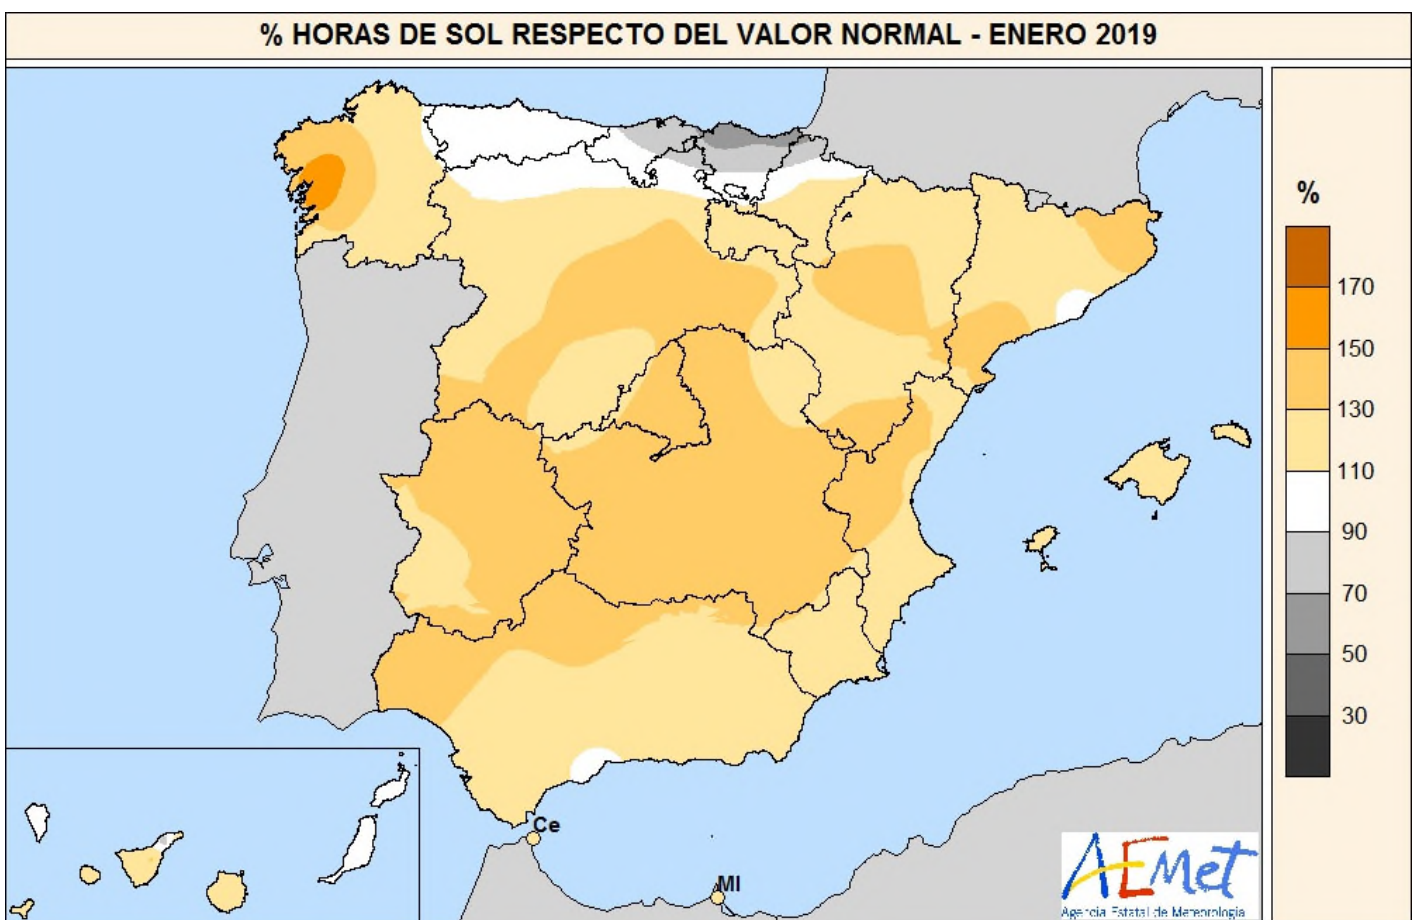 % HORAS DE SOL RESPECTO DEL VALOR NORMAL - ENERO 2019
%
170
150
130
110
90
70
50
30
Ce
Ml
AEMet
Agencia Estatal de Meteorología